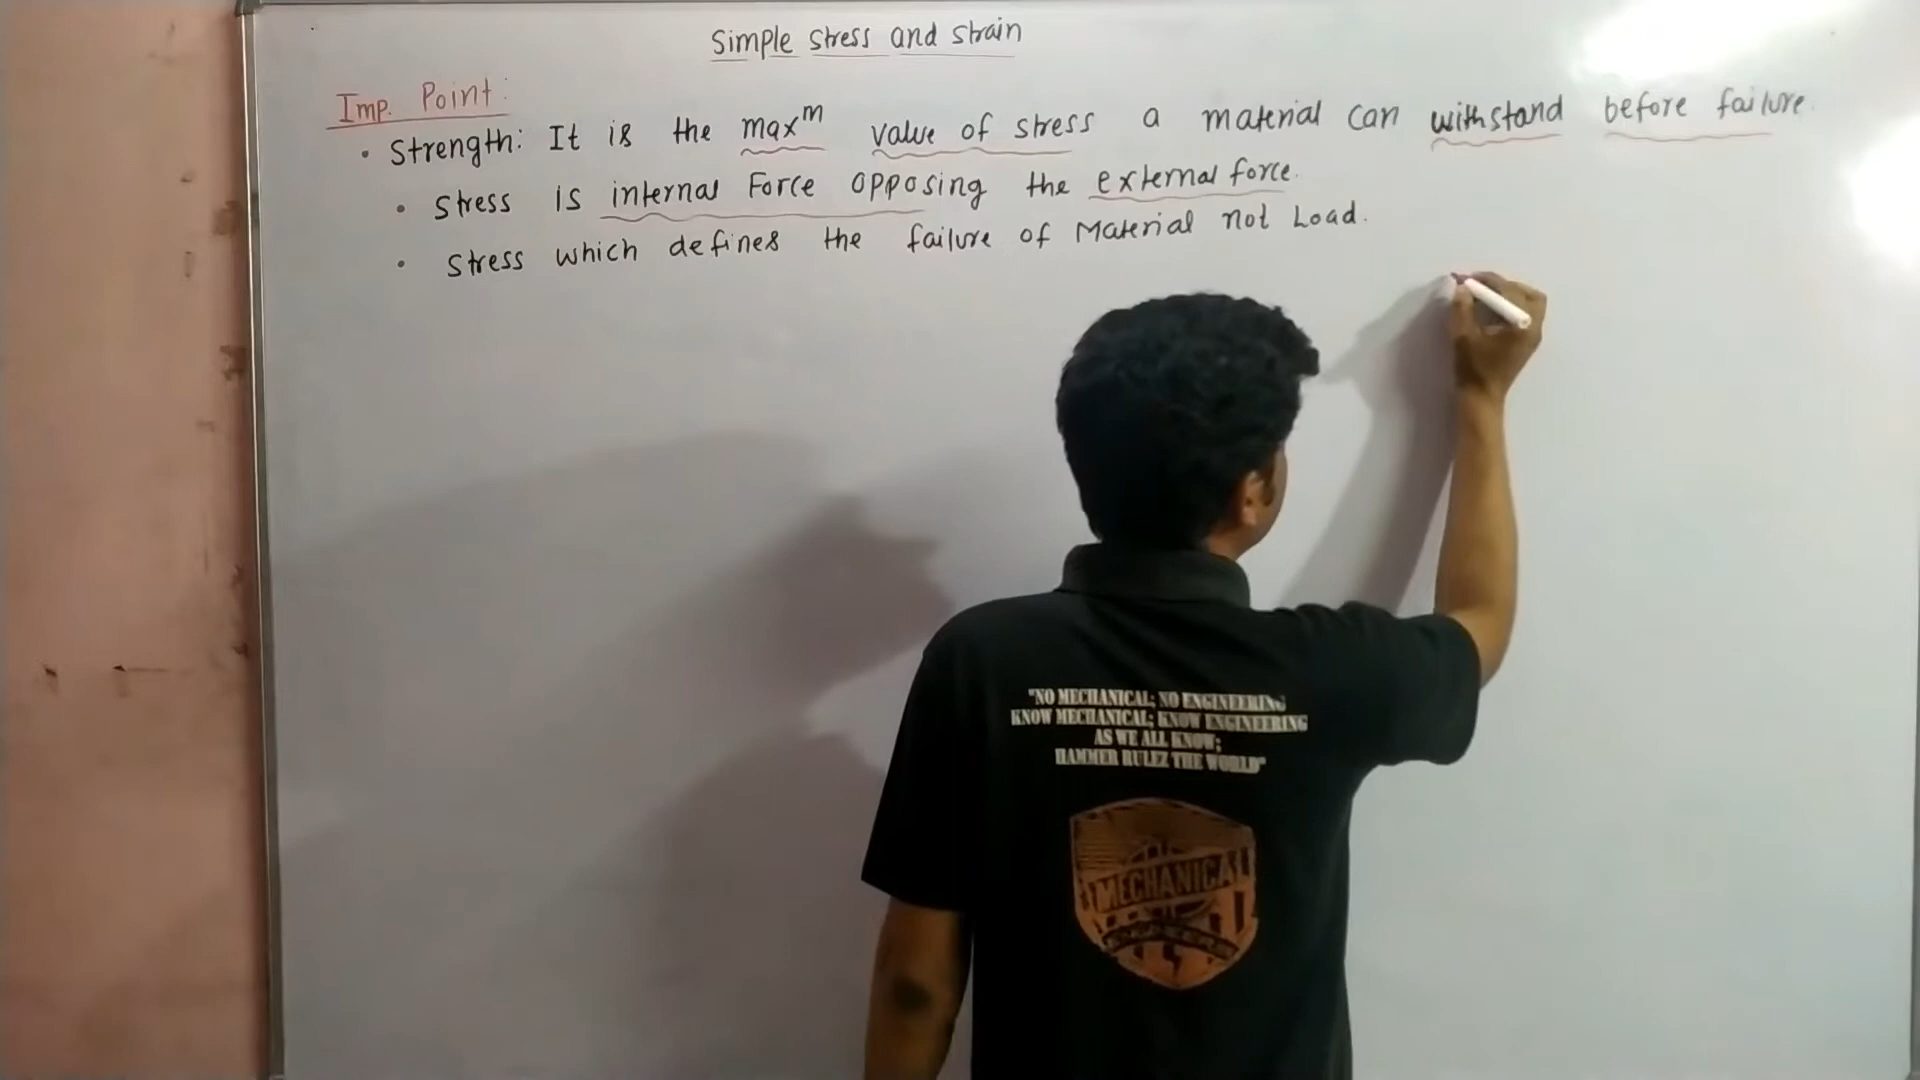 Simple stress and strain
Imp. Point:
• Strength: It is the maxᵐ value of stress a material can withstand before failure.
• Stress is internal Force opposing the external force.
• Stress which defines the failure of Material not Load.
"NO MECHANICAL; NO ENGINEERING
KNOW MECHANICAL; KNOW ENGINEERING
AS WE ALL KNOW;
HAMMER RULEZ THE WORLD"
MECHANICAL